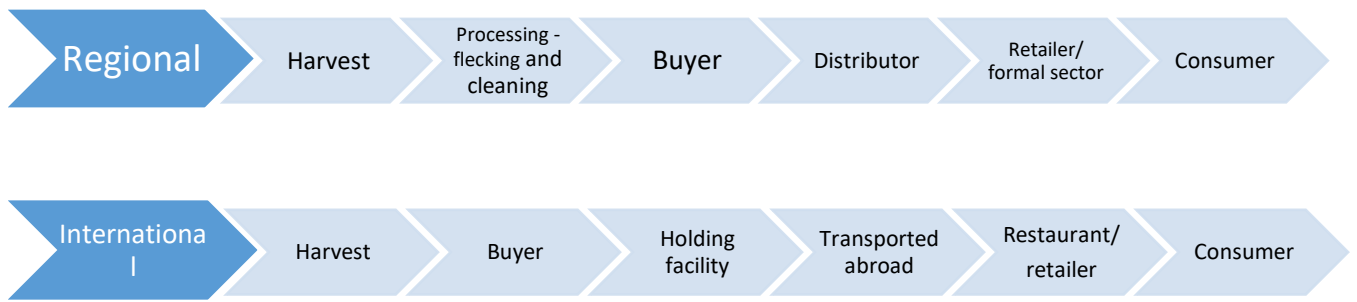 Regional
Harvest
Processing -
flecking and
cleaning
Buyer
Distributor
Retailer/
formal sector
Consumer
Internationa
l
Harvest
Buyer
Holding
facility
Transported
abroad
Restaurant/
retailer
Consumer